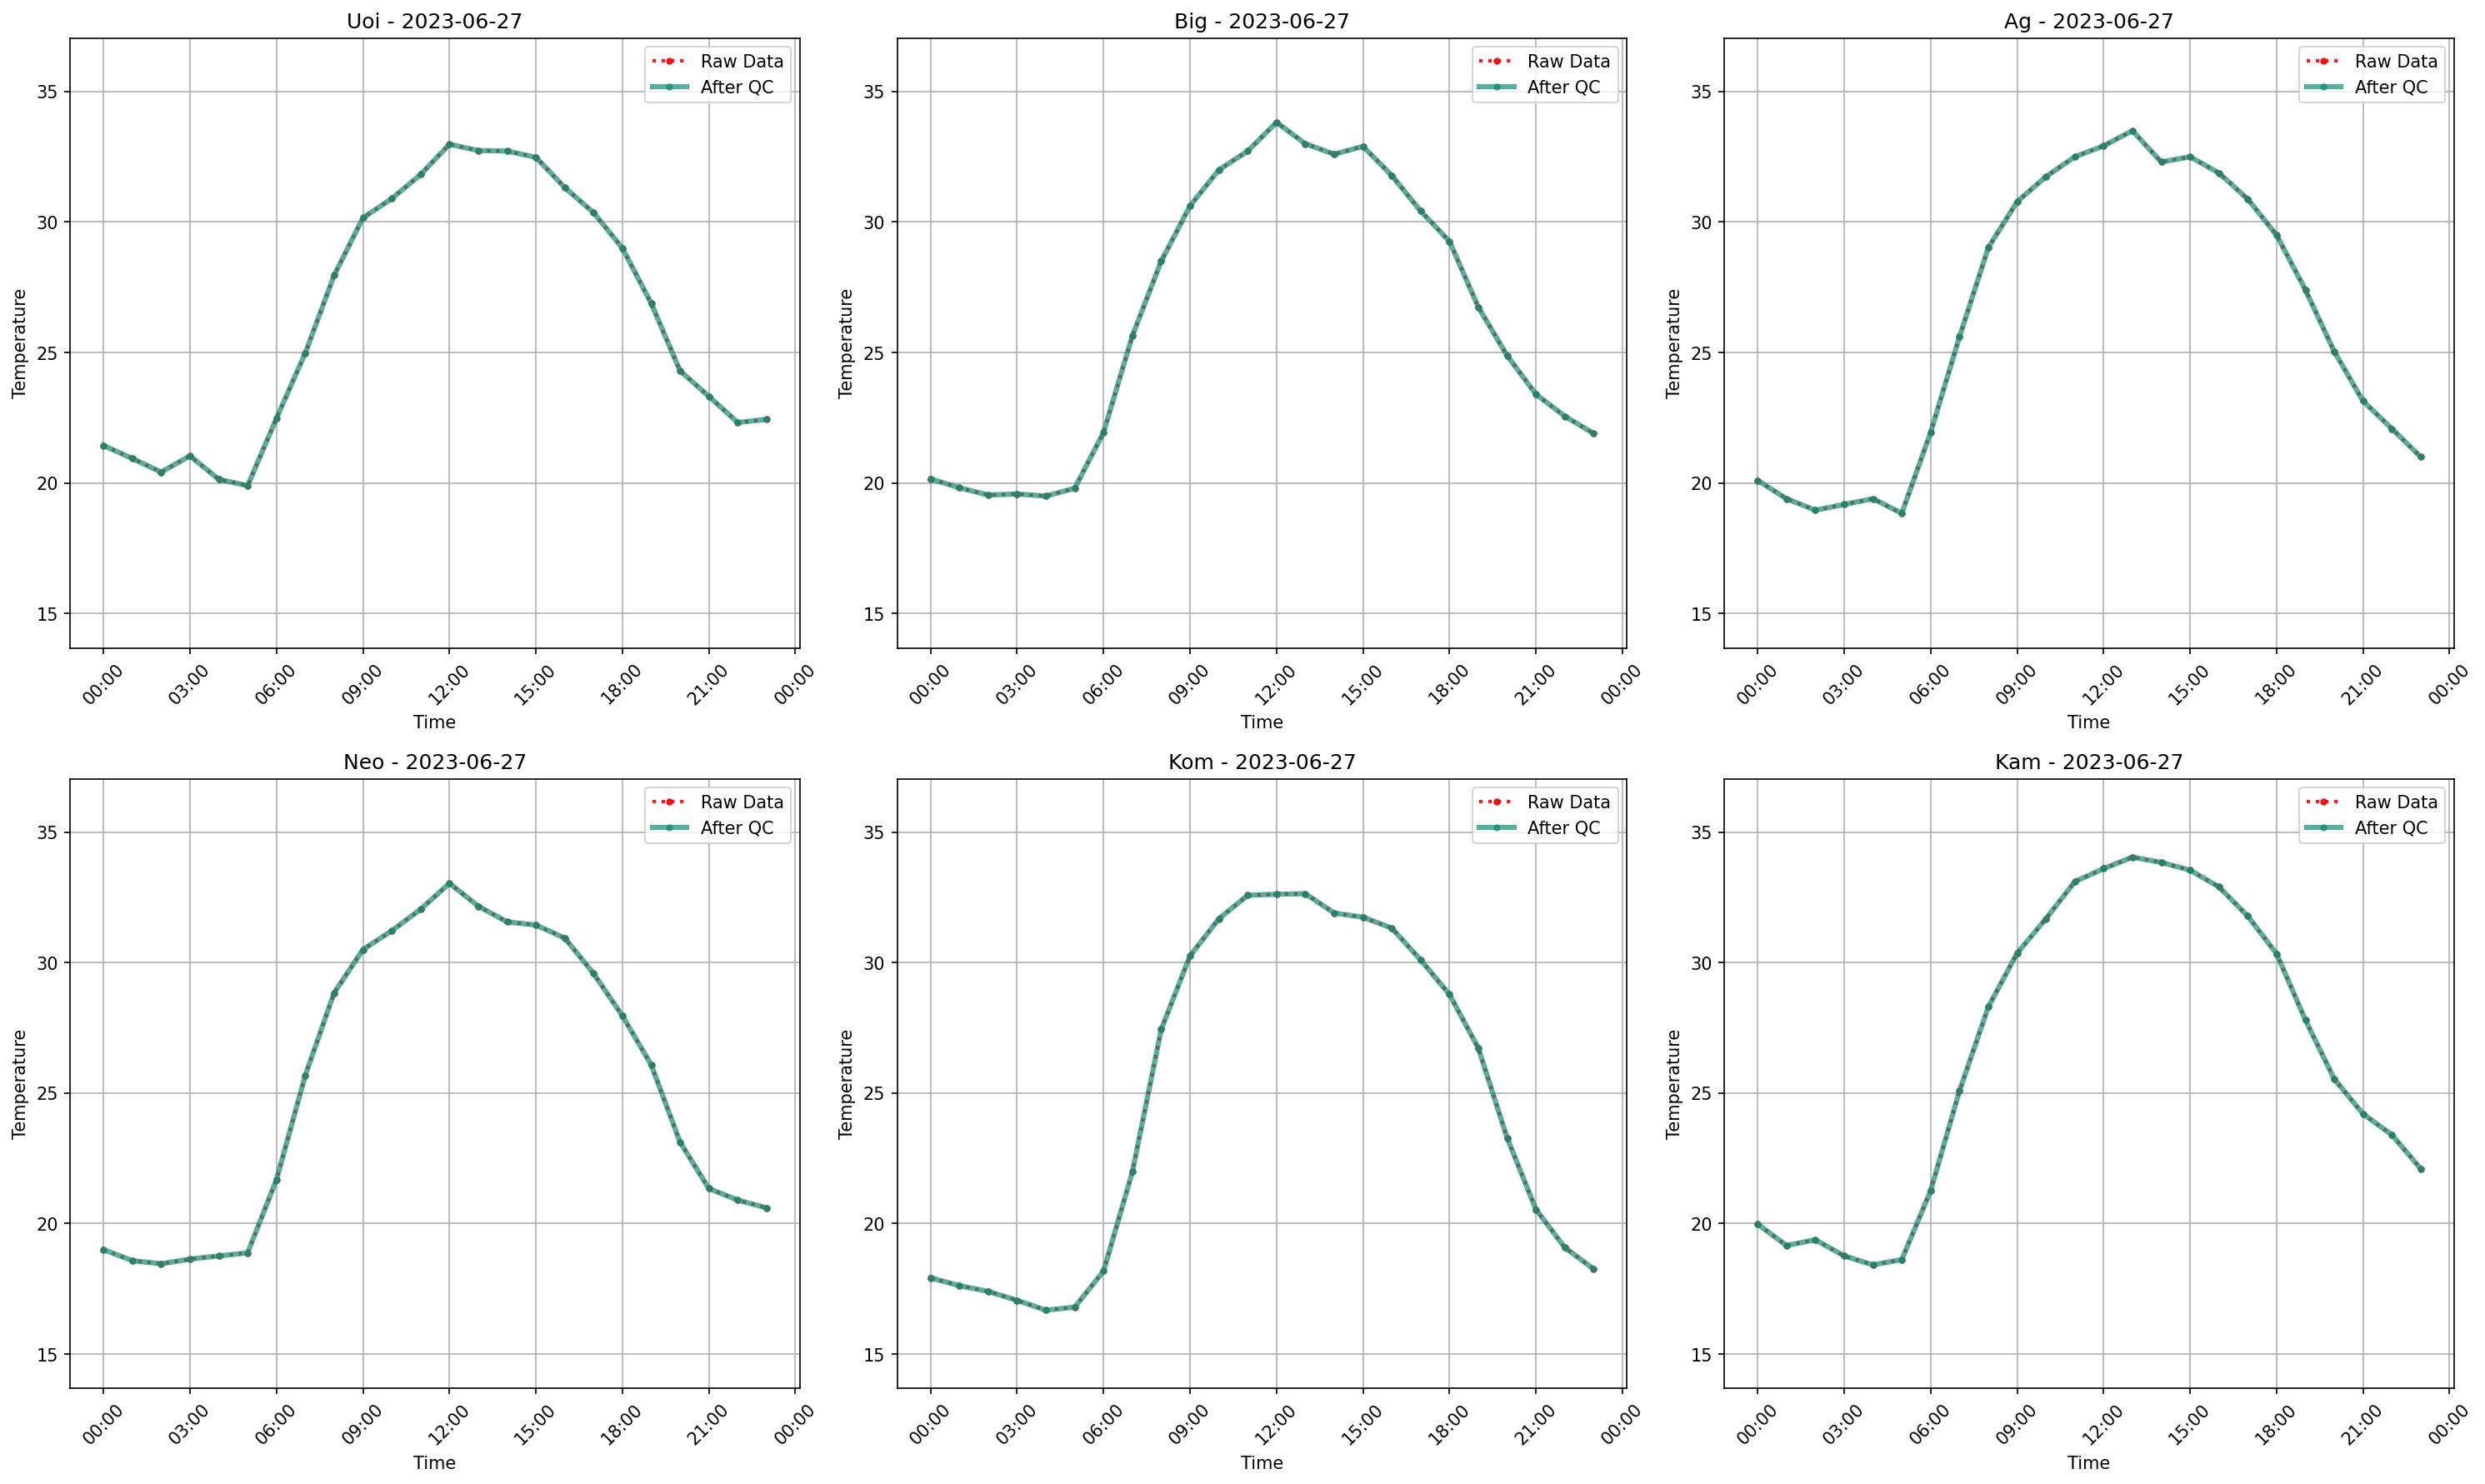 Uoi - 2023-06-27
Raw Data
After QC
35
30
25
20
15
Temperature
00:00
03:00
06:00
09:00
12:00
15:00
18:00
21:00
00:00
Time
Big - 2023-06-27
Raw Data
After QC
35
30
25
20
15
Temperature
00:00
03:00
06:00
09:00
12:00
15:00
18:00
21:00
00:00
Time
Ag - 2023-06-27
Raw Data
After QC
35
30
25
20
15
Temperature
00:00
03:00
06:00
09:00
12:00
15:00
18:00
21:00
00:00
Time
Neo - 2023-06-27
Raw Data
After QC
35
30
25
20
15
Temperature
00:00
03:00
06:00
09:00
12:00
15:00
18:00
21:00
00:00
Time
Kom - 2023-06-27
Raw Data
After QC
35
30
25
20
15
Temperature
00:00
03:00
06:00
09:00
12:00
15:00
18:00
21:00
00:00
Time
Kam - 2023-06-27
Raw Data
After QC
35
30
25
20
15
Temperature
00:00
03:00
06:00
09:00
12:00
15:00
18:00
21:00
00:00
Time